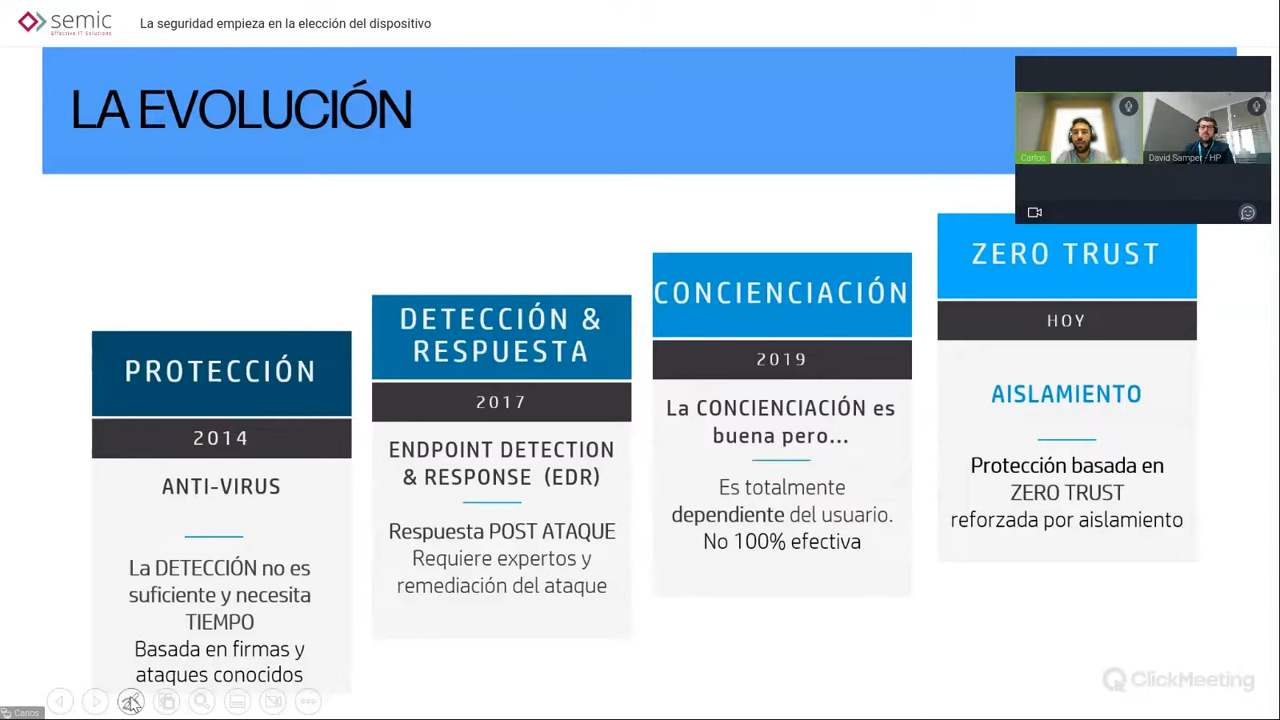 semic
Effective IT Solutions
La seguridad empieza en la elección del dispositivo
LA EVOLUCIÓN
Carlos
David Samper - HP
PROTECCIÓN
2014
ANTI-VIRUS
La DETECCIÓN no es
suficiente y necesita
TIEMPO
Basada en firmas y
ataques conocidos
DETECCIÓN &
RESPUESTA
2017
ENDPOINT DETECTION
& RESPONSE (EDR)
Respuesta POST ATAQUE
Requiere expertos y
remediación del ataque
CONCIENCIACIÓN
2019
La CONCIENCIACIÓN es
buena pero...
Es totalmente
dependiente del usuario.
No 100% efectiva
ZERO TRUST
HOY
AISLAMIENTO
Protección basada en
ZERO TRUST
reforzada por aislamiento
ClickMeeting
Carlos